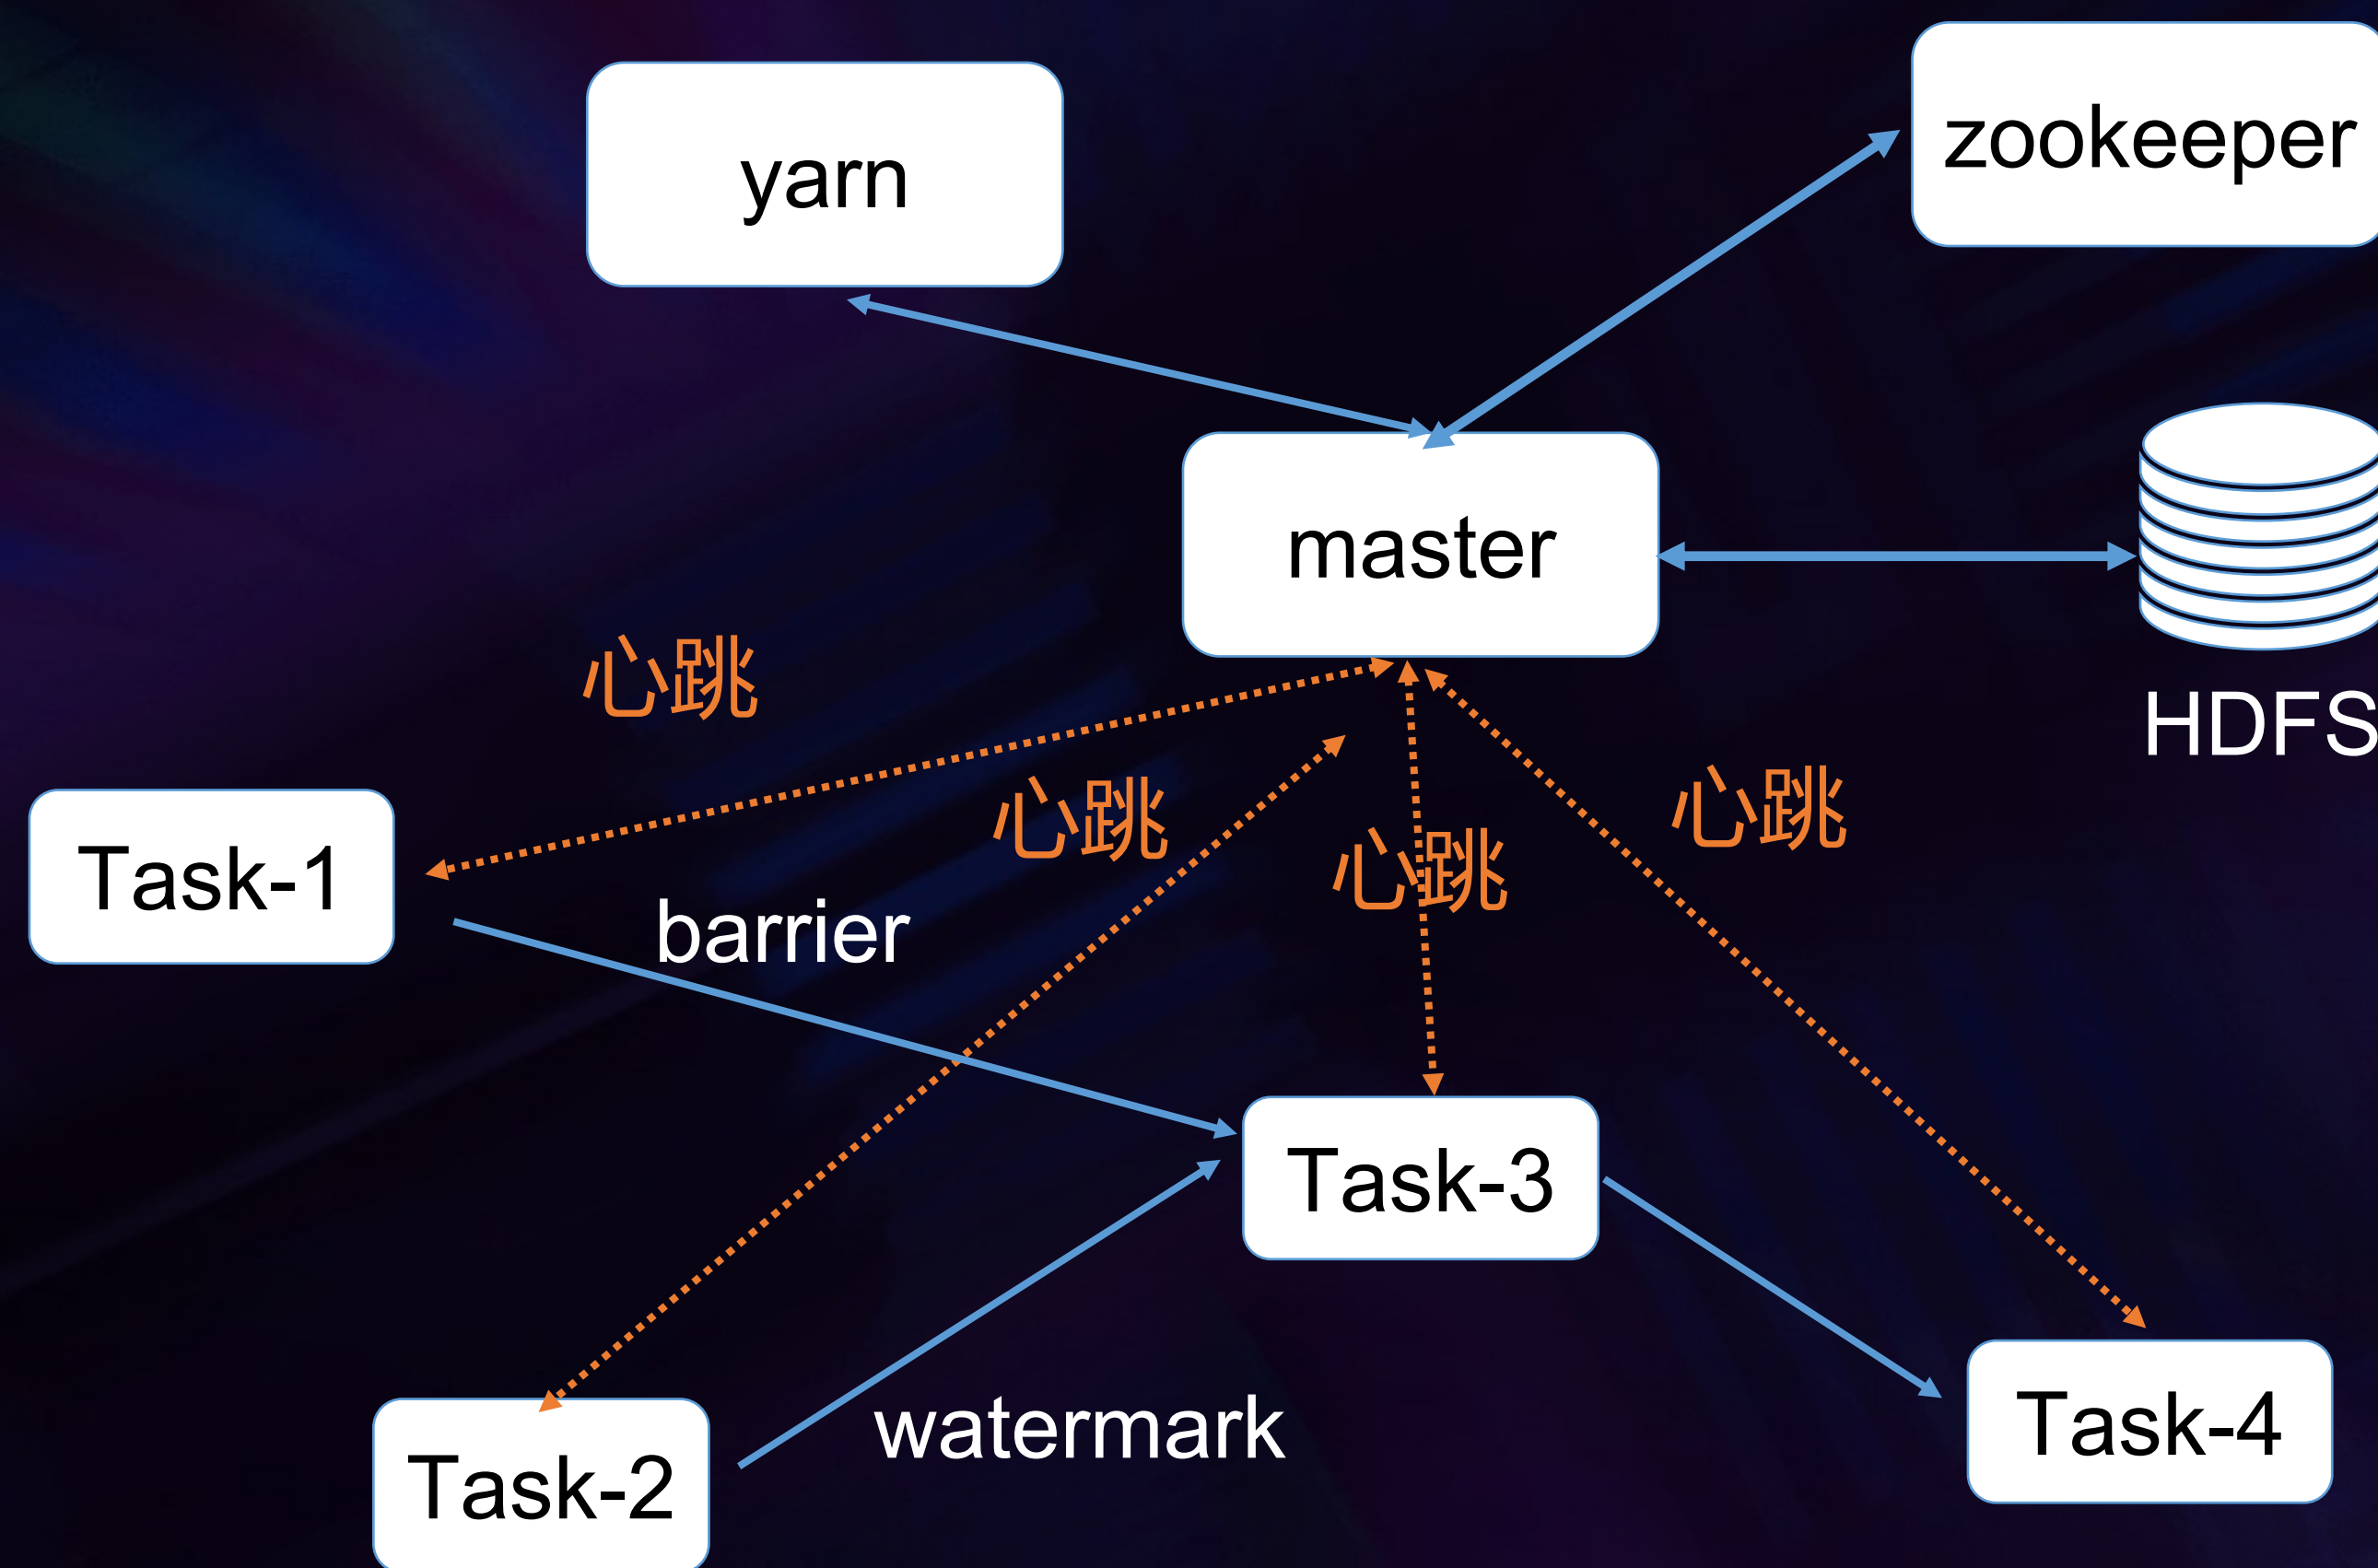 yarn
zookeeper
master
HDFS
心跳
心跳
心跳
心跳
Task-1
barrier
Task-3
watermark
Task-4
Task-2